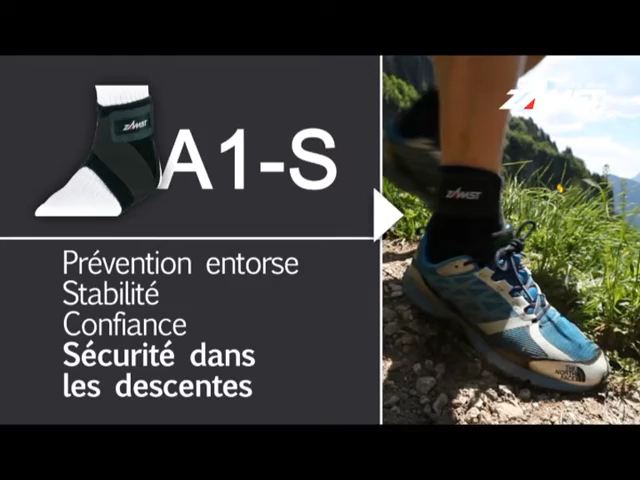 ZAMST
A1-S
Prévention entorse
Stabilité
Confiance
Sécurité dans
les descentes
ZAMST
ZAMST
THE
NORTH
FACE